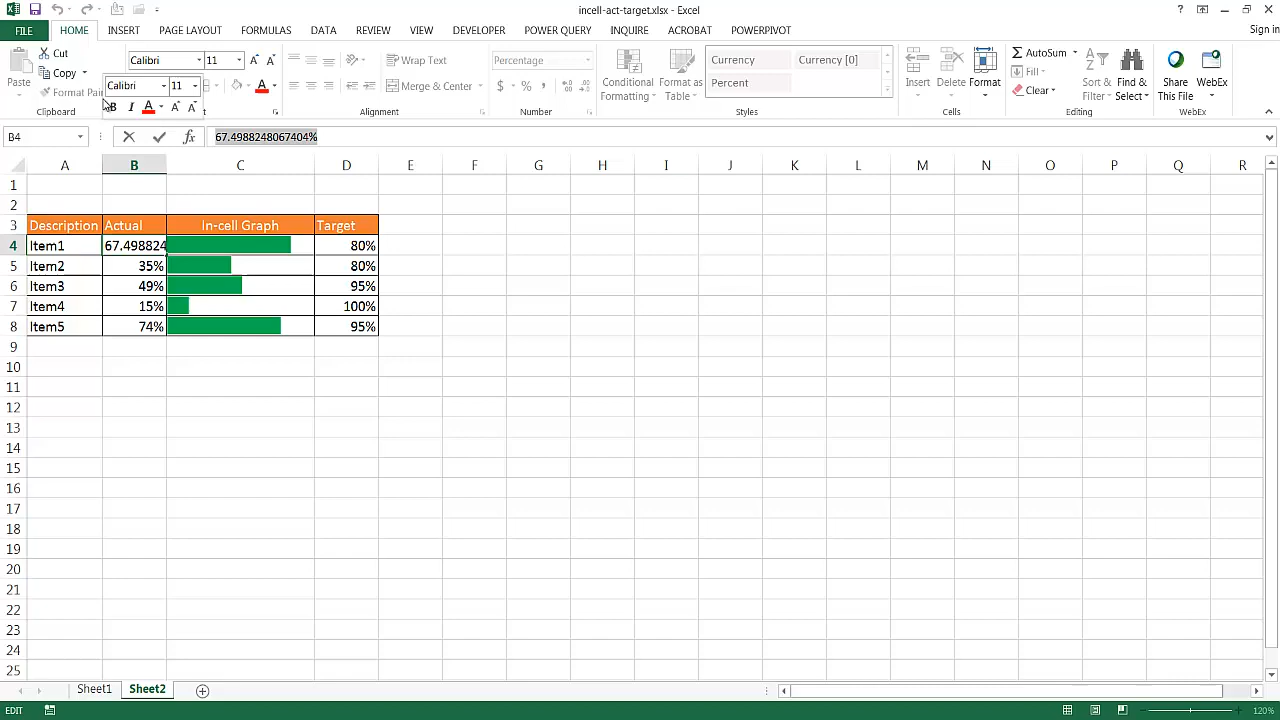 incell-act-target.xlsx - Excel
Sign in
FILE HOME INSERT PAGE LAYOUT FORMULAS DATA REVIEW VIEW DEVELOPER POWER QUERY INQUIRE ACROBAT POWERPIVOT
Paste
Cut
Copy
Format Pain
Clipboard
Calibri 11
Calibri 11
B I A A A
Wrap Text
Merge & Center
Alignment
Percentage
$ % ,
Number
Conditional Formatting
Format as Table
Currency Currency [0]
Percent
Styles
Insert Delete Format
Cells
AutoSum
Fill
Clear
Sort & Filter
Find & Select
Editing
Share This File
WebEx
WebEx
B4 fx 67.4988248067404%
A B C D E F G H I J K L M N O P Q R
1
2
3 Description Actual In-cell Graph Target
4 Item1 67.498824 80%
5 Item2 35% 80%
6 Item3 49% 95%
7 Item4 15% 100%
8 Item5 74% 95%
9
10
11
12
13
14
15
16
17
18
19
20
21
22
23
24
25
Sheet1 Sheet2
EDIT 120%